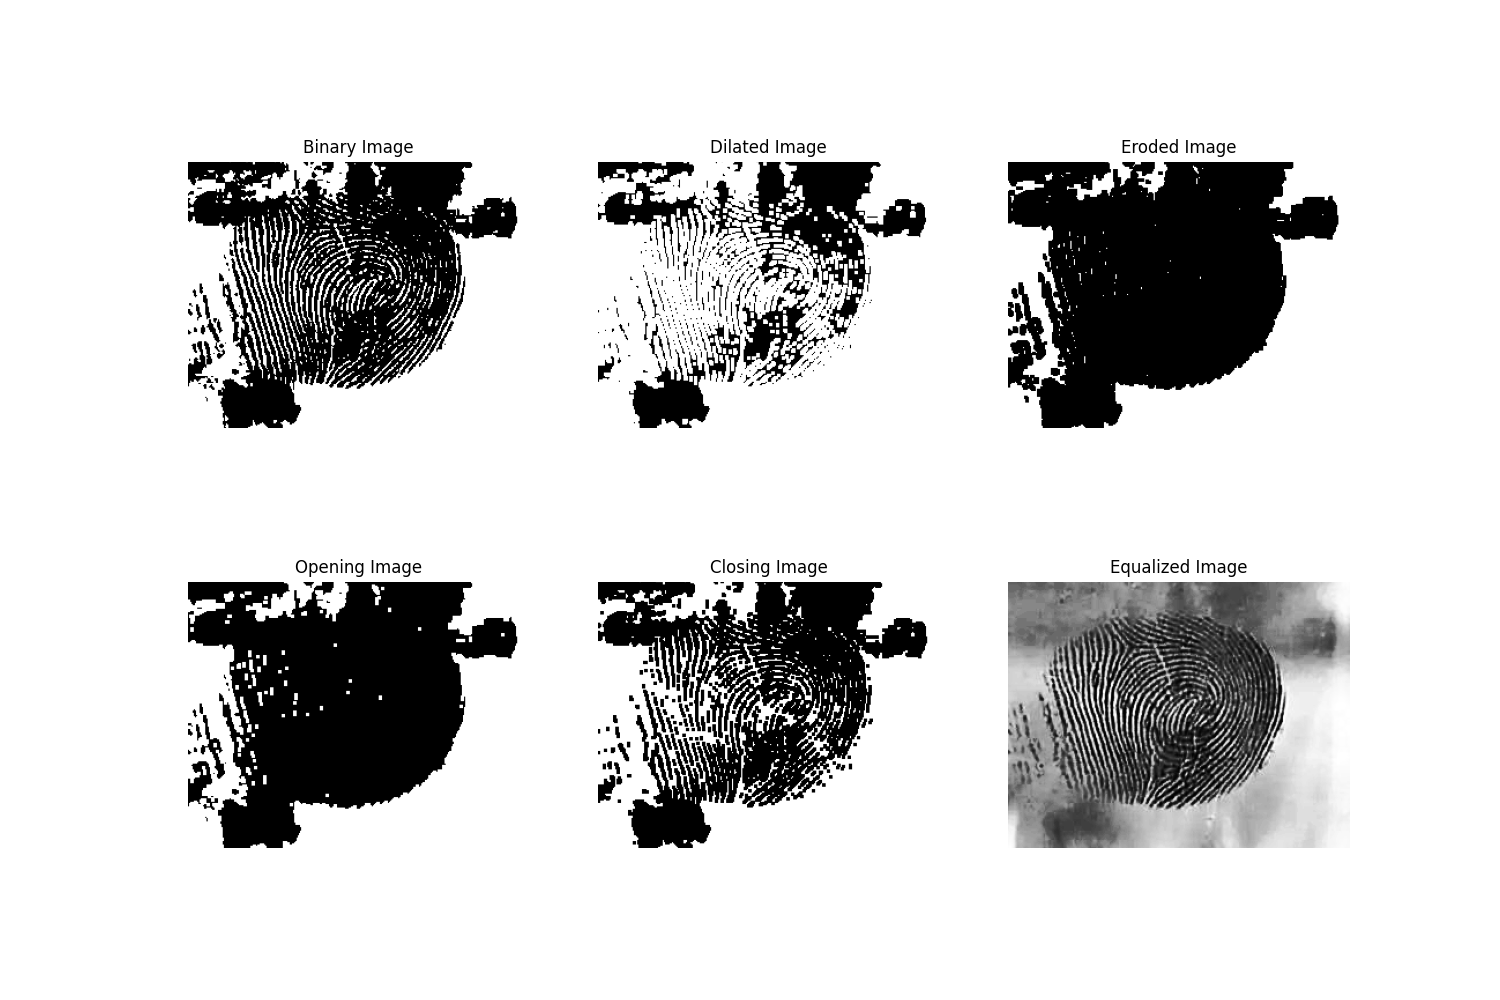 Binary Image
Dilated Image
Eroded Image
Opening Image
Closing Image
Equalized Image